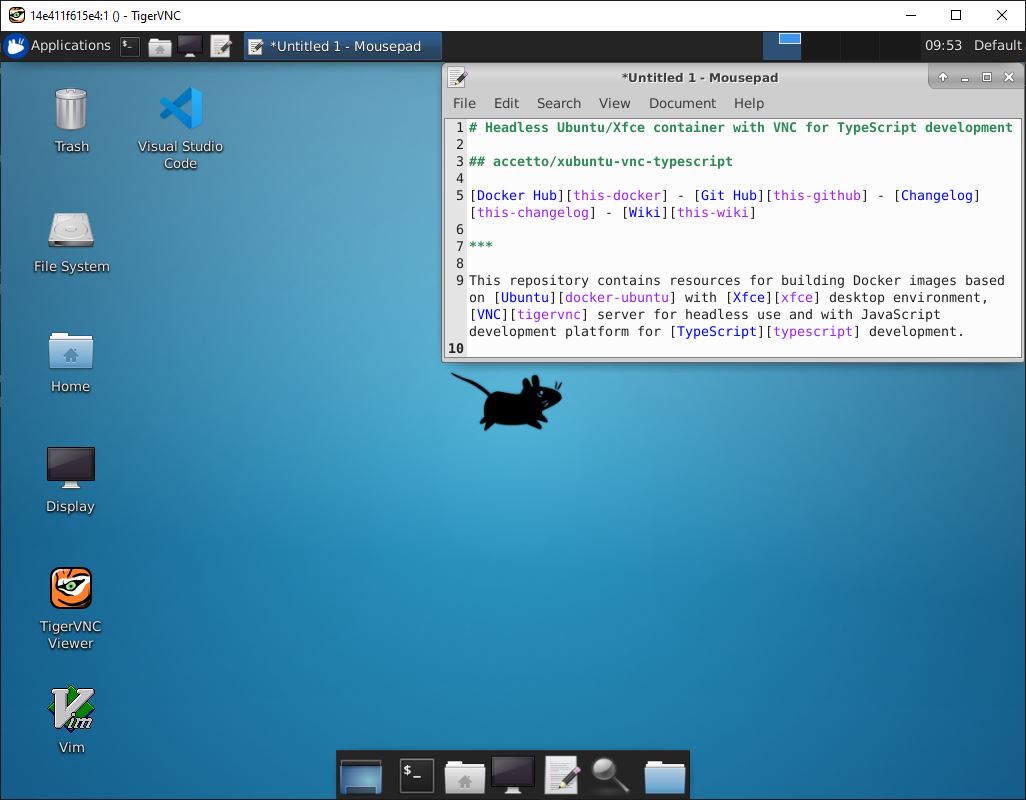 14e411f615e4:1 () - TigerVNC
Applications
*Untitled 1 - Mousepad
09:53 Default
Trash
Visual Studio
Code
File System
Home
Display
TigerVNC
Viewer
Vim
*Untitled 1 - Mousepad
File Edit Search View Document Help
1 # Headless Ubuntu/Xfce container with VNC for TypeScript development
2
3 ## accetto/xubuntu-vnc-typescript
4
5 [Docker Hub][this-docker] - [Git Hub][this-github] - [Changelog]
[this-changelog] - [Wiki][this-wiki]
6
7 ***
8
9 This repository contains resources for building Docker images based
on [Ubuntu][docker-ubuntu] with [Xfce][xfce] desktop environment,
[VNC][tigervnc] server for headless use and with JavaScript
development platform for [TypeScript][typescript] development.
10